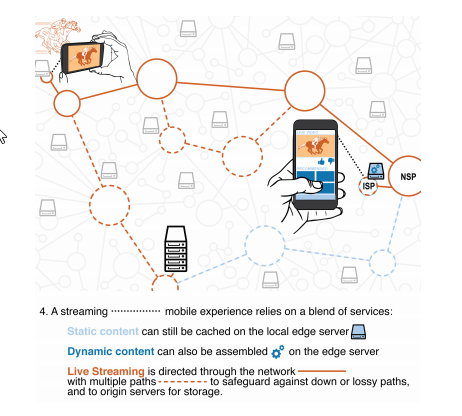 NSP
ISP
4. A streaming ·················· mobile experience relies on a blend of services:
Static content can still be cached on the local edge server
Dynamic content can also be assembled on the edge server
Live Streaming is directed through the network
with multiple paths - - - - - - - - to safeguard against down or lossy paths,
and to origin servers for storage.